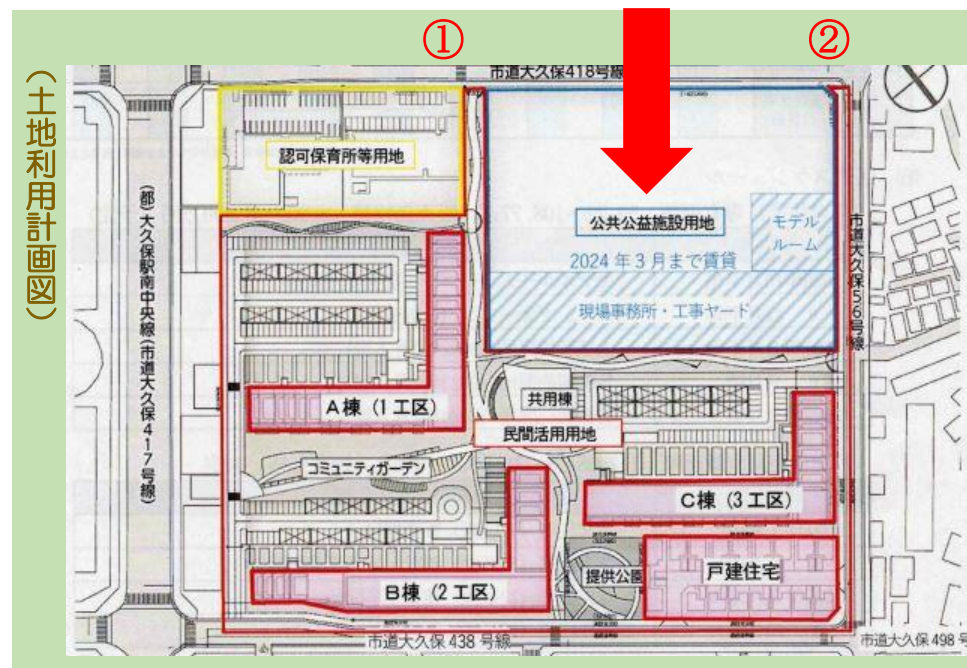 (土地利用計画図)
①
②
市道大久保418号線
認可保育所等用地
公共公益施設用地
モデル
ルーム
2024年3月まで賃貸
現場事務所・工事ヤード
(都)大久保駅南中央線(市道大久保417号線)
市道大久保56号線
A棟(1工区)
共用棟
民間活用用地
コミュニティガーデン
C棟(3工区)
B棟(2工区)
提供公園
戸建住宅
市道大久保438号線
市道大久保498号